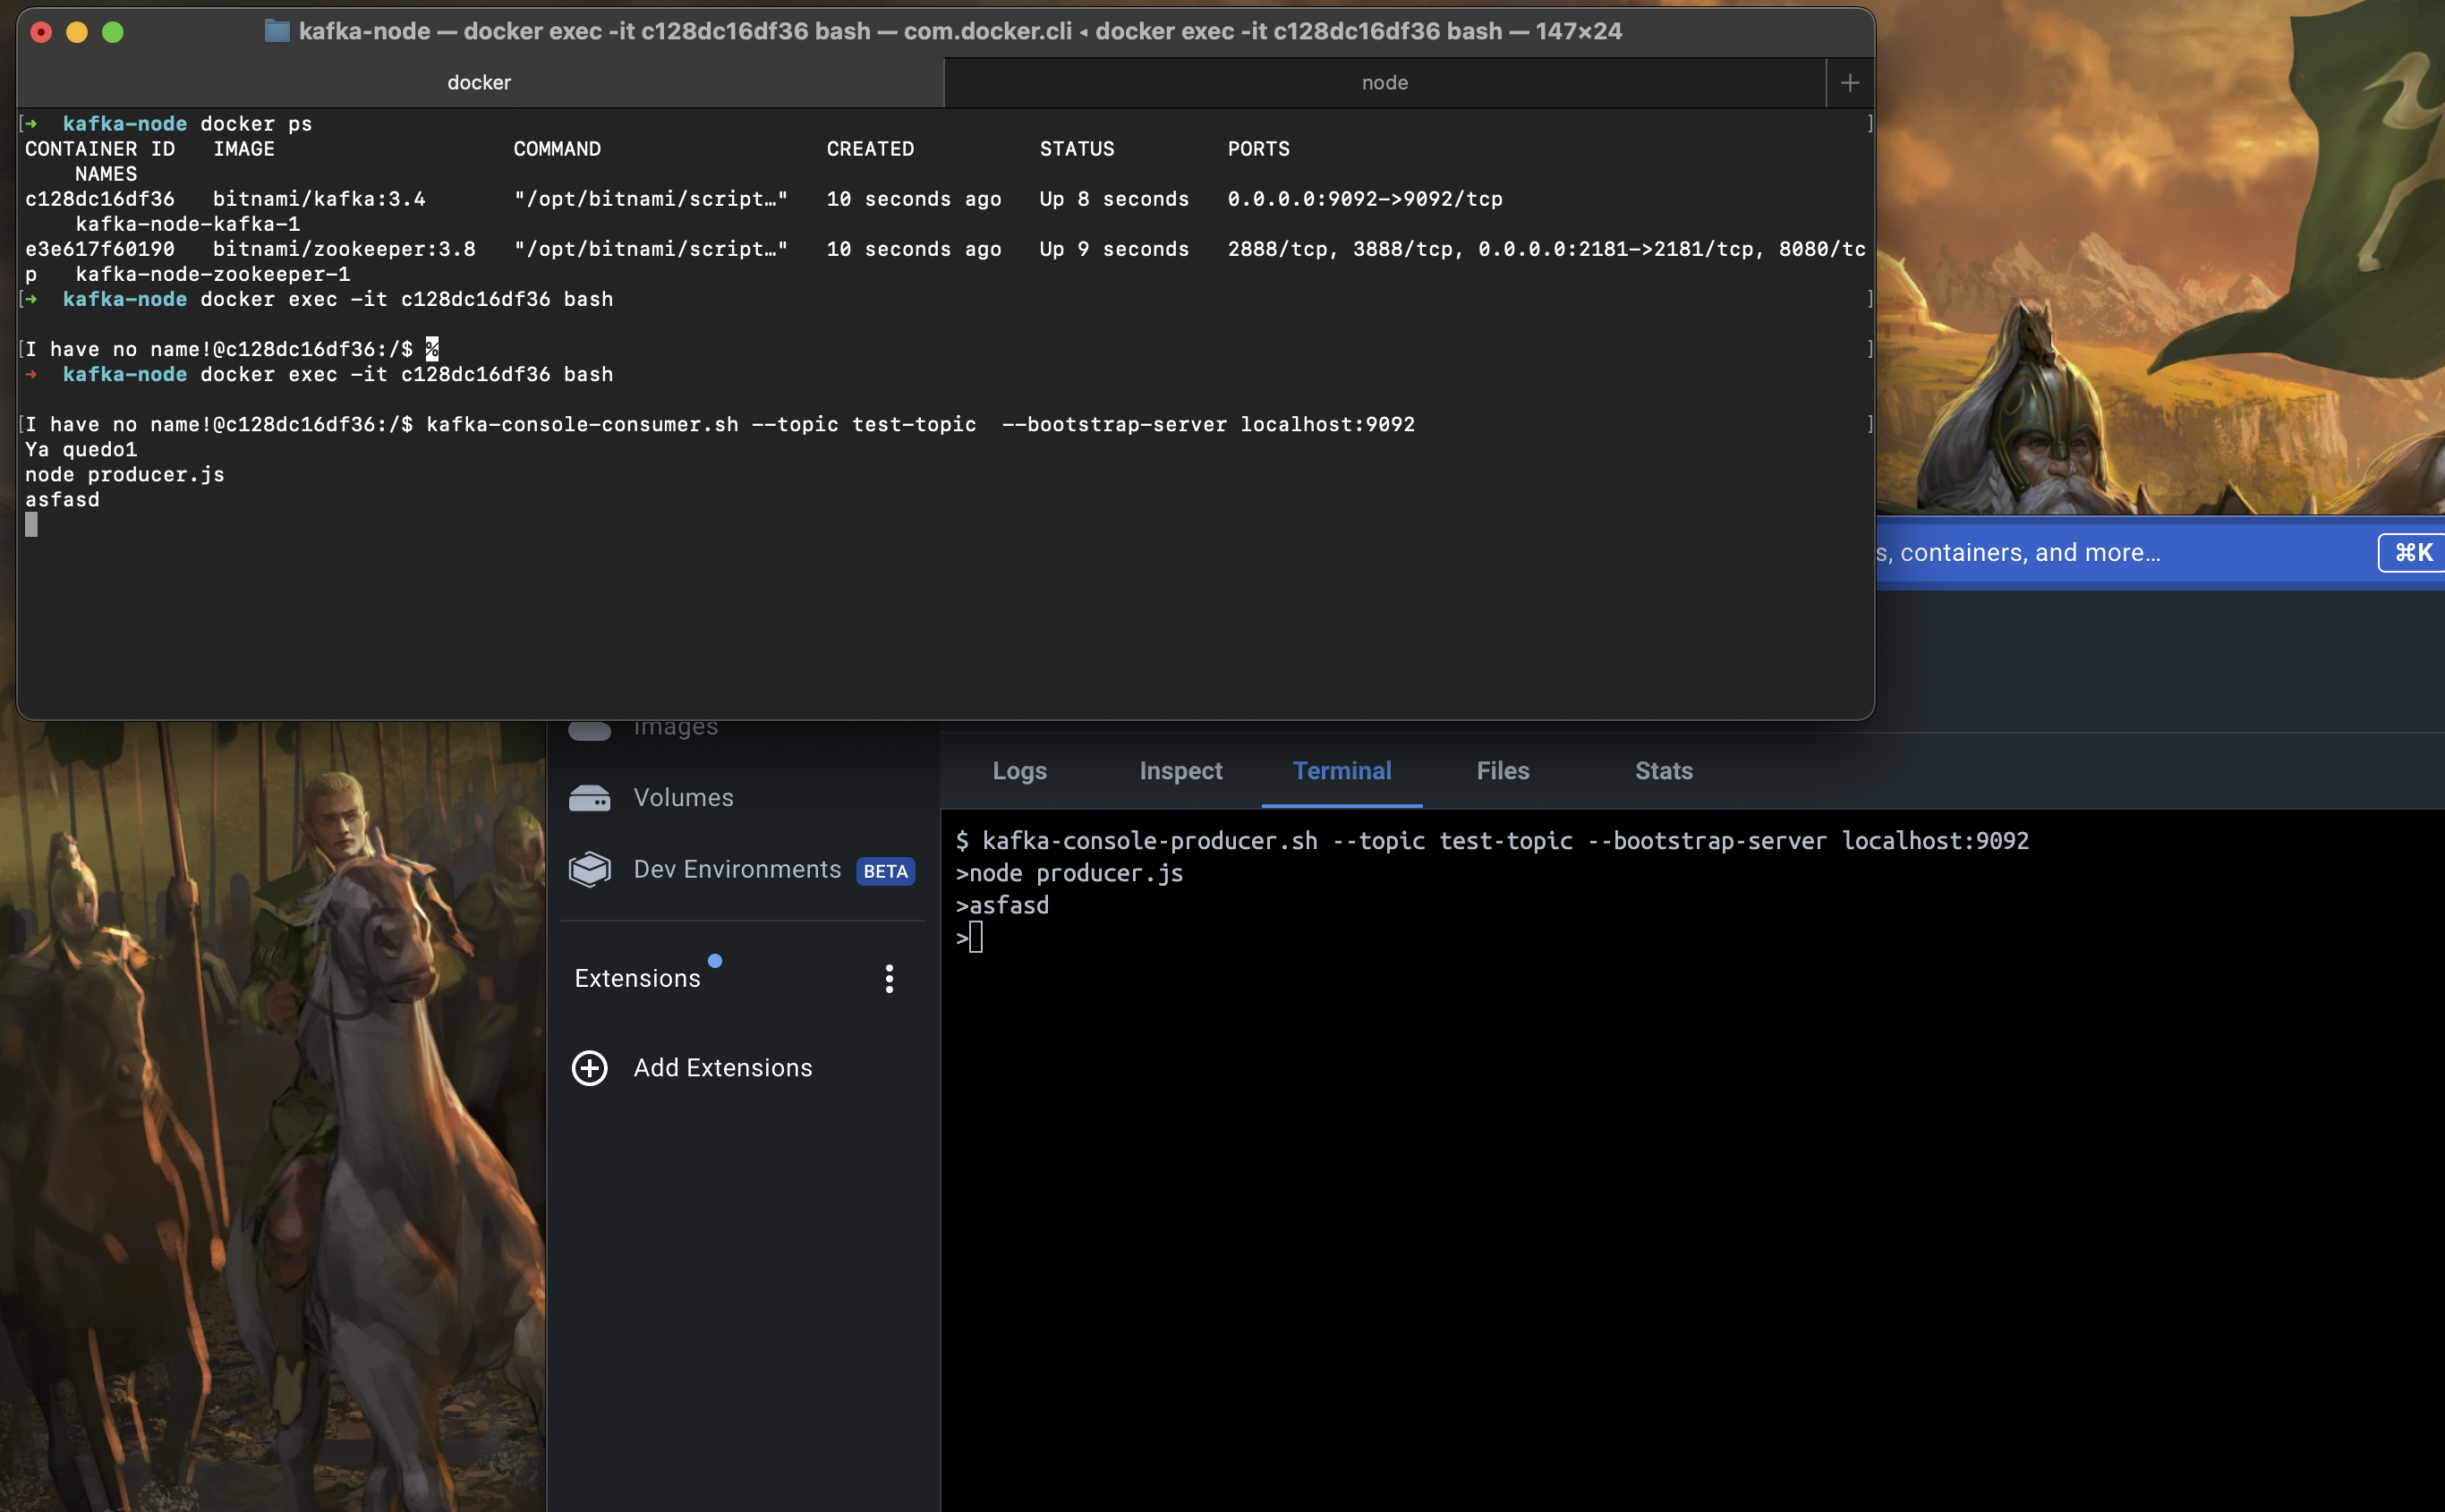 kafka-node — docker exec -it c128dc16df36 bash — com.docker.cli ◂ docker exec -it c128dc16df36 bash — 147×24
docker
node
+
[➜  kafka-node docker ps ]
CONTAINER ID   IMAGE                   COMMAND                  CREATED          STATUS         PORTS
    NAMES
c128dc16df36   bitnami/kafka:3.4       "/opt/bitnami/script…"   10 seconds ago   Up 8 seconds   0.0.0.0:9092->9092/tcp
    kafka-node-kafka-1
e3e617f60190   bitnami/zookeeper:3.8   "/opt/bitnami/script…"   10 seconds ago   Up 9 seconds   2888/tcp, 3888/tcp, 0.0.0.0:2181->2181/tcp, 8080/tc
p   kafka-node-zookeeper-1
[➜  kafka-node docker exec -it c128dc16df36 bash ]
[I have no name!@c128dc16df36:/$ % ]
➜  kafka-node docker exec -it c128dc16df36 bash
[I have no name!@c128dc16df36:/$ kafka-console-consumer.sh --topic test-topic  --bootstrap-server localhost:9092 ]
Ya quedo1
node producer.js
asfasd
s, containers, and more…
⌘K
Images
Volumes
Dev Environments BETA
Extensions
Add Extensions
Logs
Inspect
Terminal
Files
Stats
$ kafka-console-producer.sh --topic test-topic --bootstrap-server localhost:9092
>node producer.js
>asfasd
>